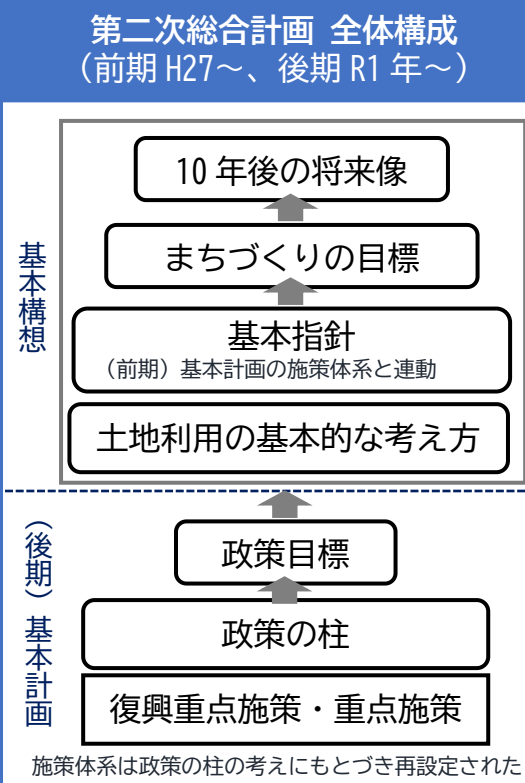 第二次総合計画 全体構成
（前期 H27～、後期 R1 年～）
基本構想
10 年後の将来像
まちづくりの目標
基本指針
（前期）基本計画の施策体系と連動
土地利用の基本的な考え方
（後期）基本計画
政策目標
政策の柱
復興重点施策・重点施策
施策体系は政策の柱の考えにもとづき再設定された